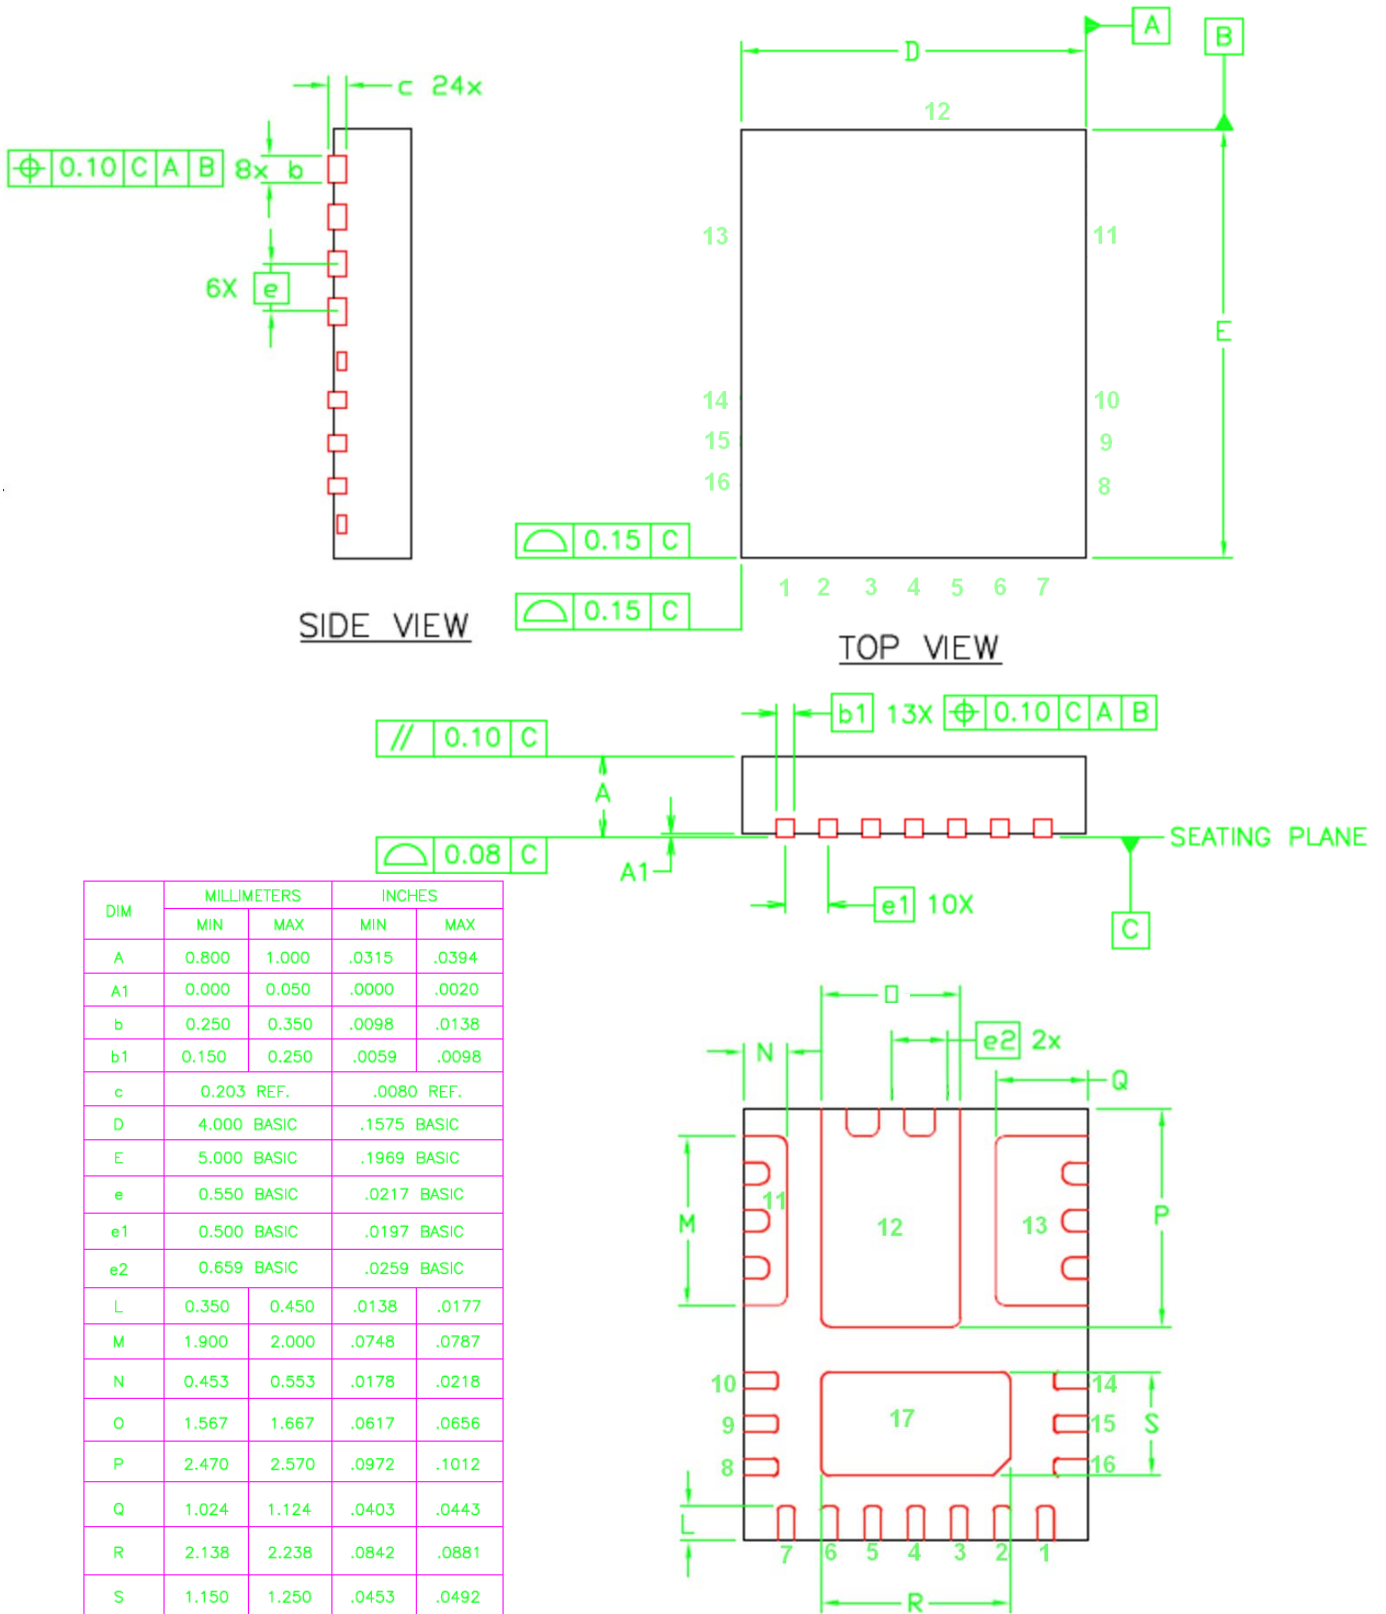 A
B
D
c 24x
12
0.10 C A B 8x b
13 11
6X e
E
14 10
15 9
16 8
0.15 C
1 2 3 4 5 6 7
0.15 C
SIDE VIEW
TOP VIEW
b1 13X 0.10 C A B
// 0.10 C
A
SEATING PLANE
0.08 C
A1
e1 10X
C
DIM MILLIMETERS INCHES
MIN MAX MIN MAX
A 0.800 1.000 .0315 .0394
A1 0.000 0.050 .0000 .0020
b 0.250 0.350 .0098 .0138
b1 0.150 0.250 .0059 .0098
c 0.203 REF. .0080 REF.
D 4.000 BASIC .1575 BASIC
E 5.000 BASIC .1969 BASIC
e 0.550 BASIC .0217 BASIC
e1 0.500 BASIC .0197 BASIC
e2 0.659 BASIC .0259 BASIC
L 0.350 0.450 .0138 .0177
M 1.900 2.000 .0748 .0787
N 0.453 0.553 .0178 .0218
O 1.567 1.667 .0617 .0656
P 2.470 2.570 .0972 .1012
Q 1.024 1.124 .0403 .0443
R 2.138 2.238 .0842 .0881
S 1.150 1.250 .0453 .0492
O
e2 2x
N
Q
11
M 12 13 P
10 14
17
9 15 S
8 16
L
7 6 5 4 3 2 1
R